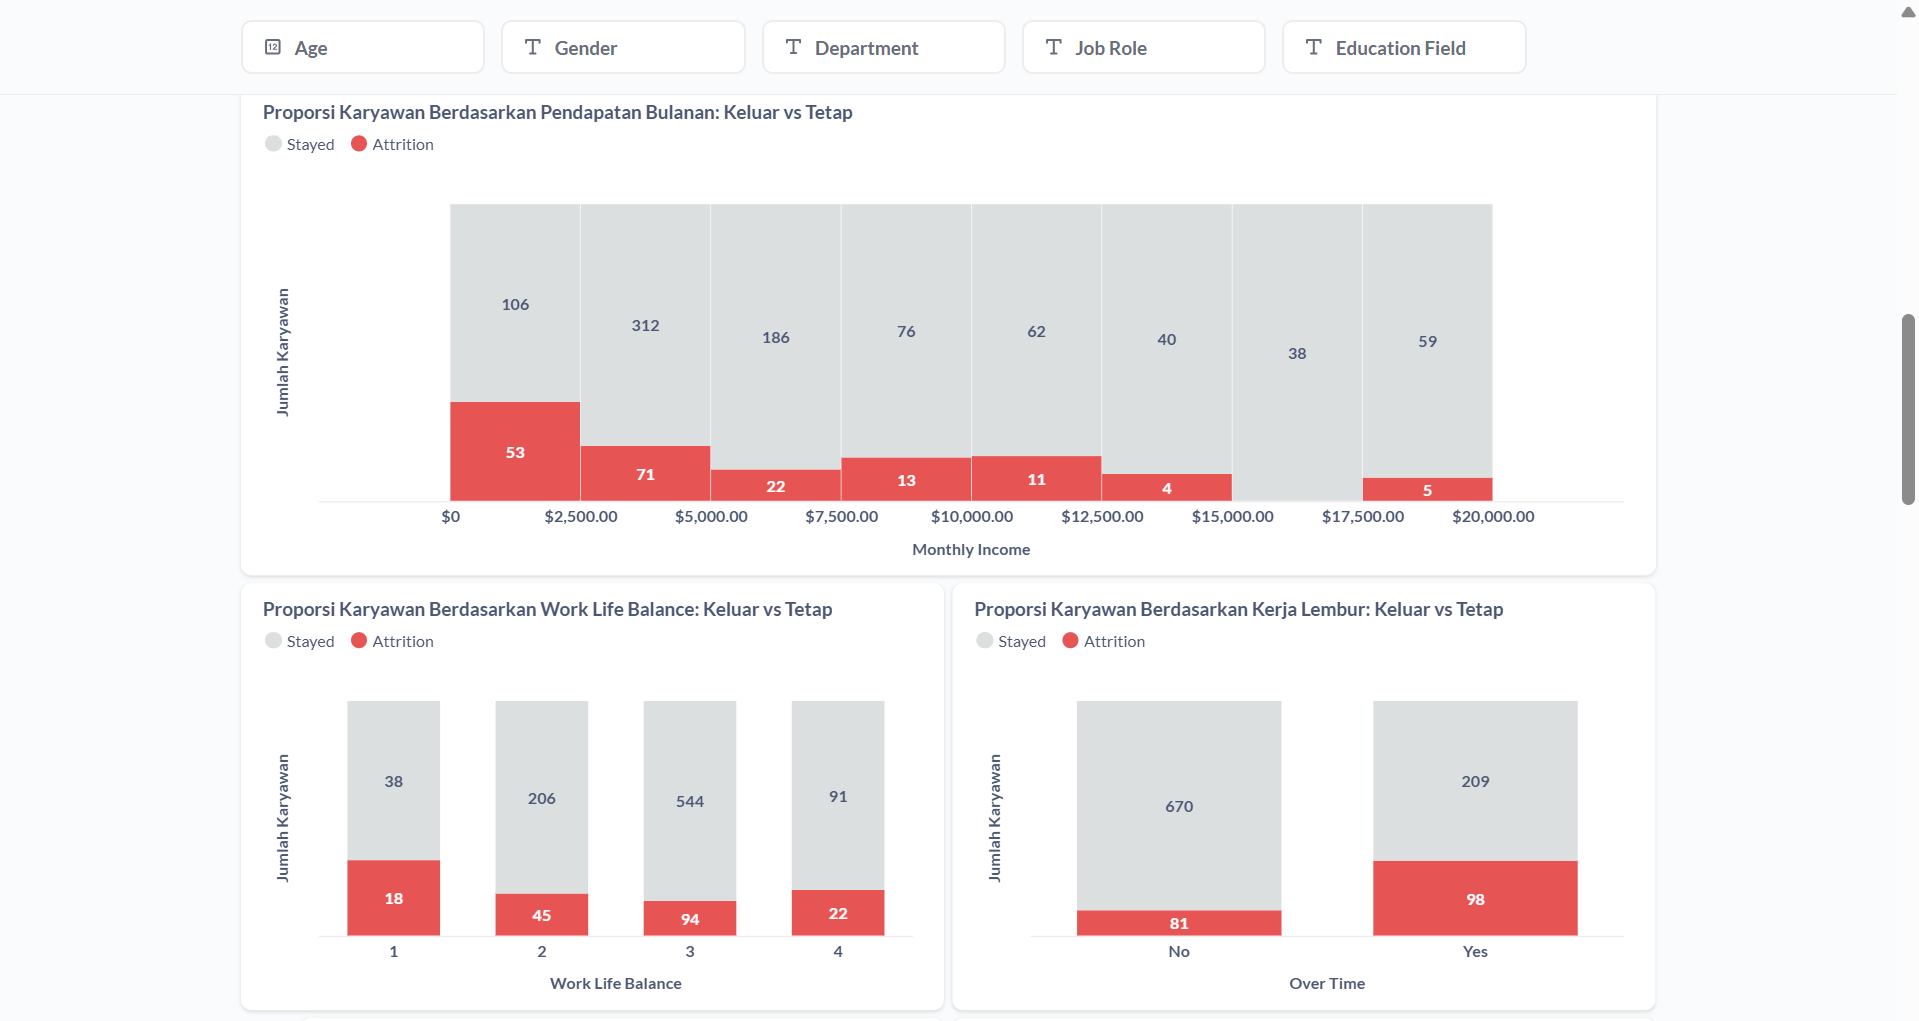 12 Age
Gender
Department
Job Role
Education Field
Proporsi Karyawan Berdasarkan Pendapatan Bulanan: Keluar vs Tetap
Stayed Attrition
Jumlah Karyawan
106 312 186 76 62 40 38 59
53 71 22 13 11 4 5
$0 $2,500.00 $5,000.00 $7,500.00 $10,000.00 $12,500.00 $15,000.00 $17,500.00 $20,000.00
Monthly Income
Proporsi Karyawan Berdasarkan Work Life Balance: Keluar vs Tetap
Stayed Attrition
Jumlah Karyawan
38 206 544 91
18 45 94 22
1 2 3 4
Work Life Balance
Proporsi Karyawan Berdasarkan Kerja Lembur: Keluar vs Tetap
Stayed Attrition
Jumlah Karyawan
670 209
81 98
No Yes
Over Time